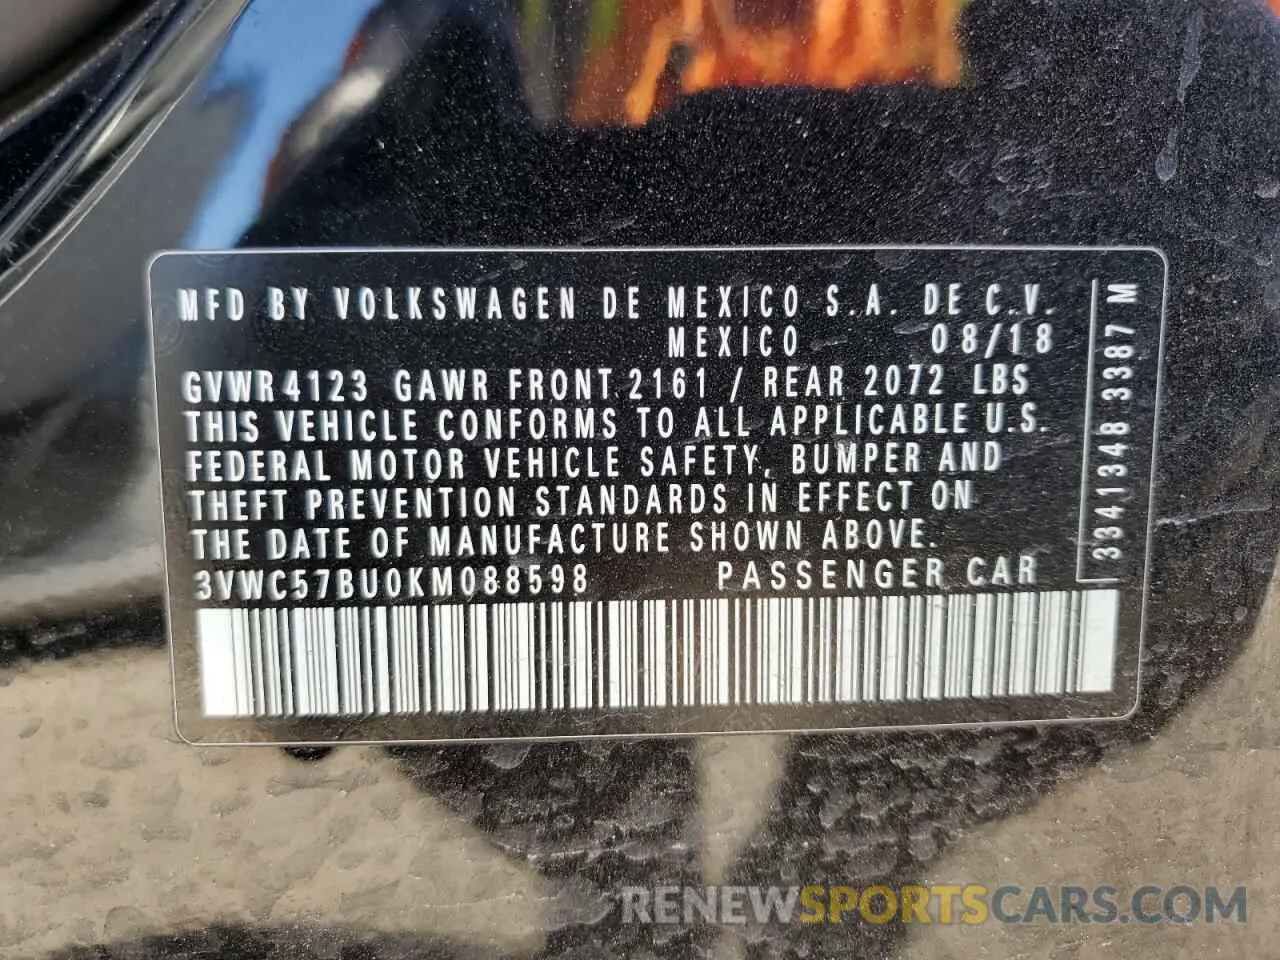 MFD BY VOLKSWAGEN DE MEXICO S.A. DE C.V.
MEXICO 08/18
GVWR 4123 GAWR FRONT 2161 / REAR 2072 LBS
THIS VEHICLE CONFORMS TO ALL APPLICABLE U.S.
FEDERAL MOTOR VEHICLE SAFETY, BUMPER AND
THEFT PREVENTION STANDARDS IN EFFECT ON
THE DATE OF MANUFACTURE SHOWN ABOVE.
3VWC57BU0KM088598 PASSENGER CAR
3341348 3387 M
RENEWSPORTSCARS.COM